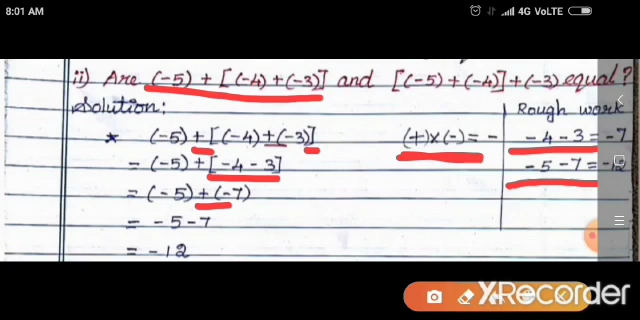 8:01 AM 4G VoLTE
ii) Are (-5) + [(-4) + (-3)] and [(-5) + (-4)] + (-3) equal?
Solution: Rough work
* (-5) + [(-4) + (-3)] (+) × (-) = - -4 - 3 = -7
= (-5) + [-4 - 3] -5 - 7 = -12
= (-5) + (-7)
= -5 - 7
= -12
XRecorder